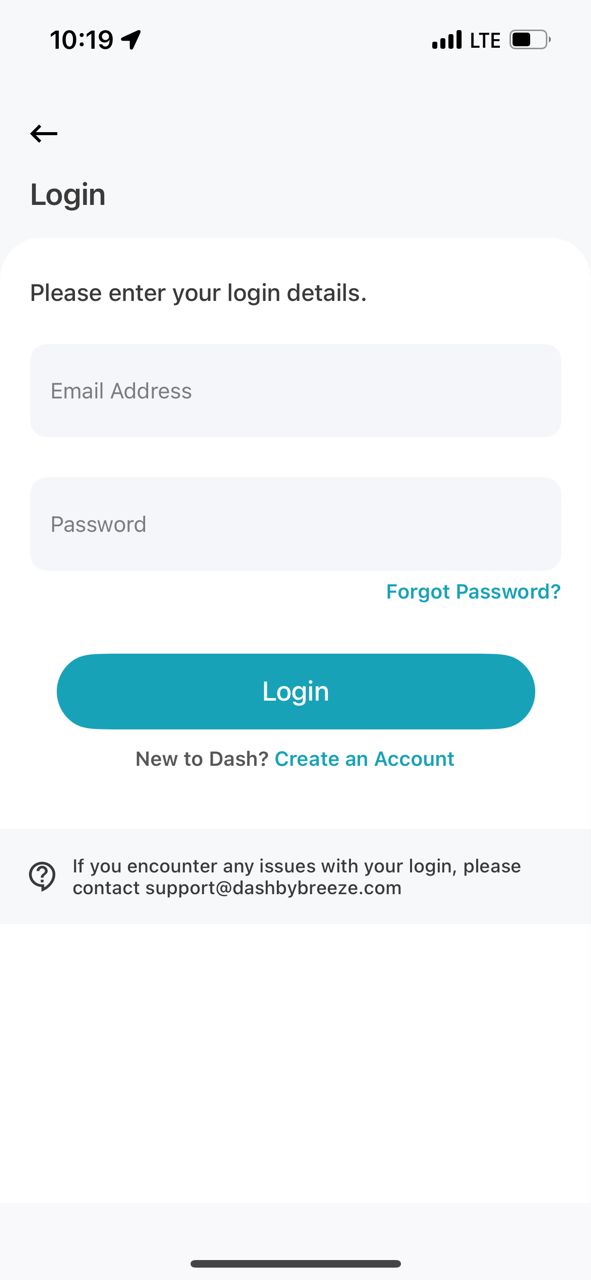 10:19
LTE
Login
Please enter your login details.
Email Address
Password
Forgot Password?
Login
New to Dash? Create an Account
If you encounter any issues with your login, please
contact support@dashbybreeze.com